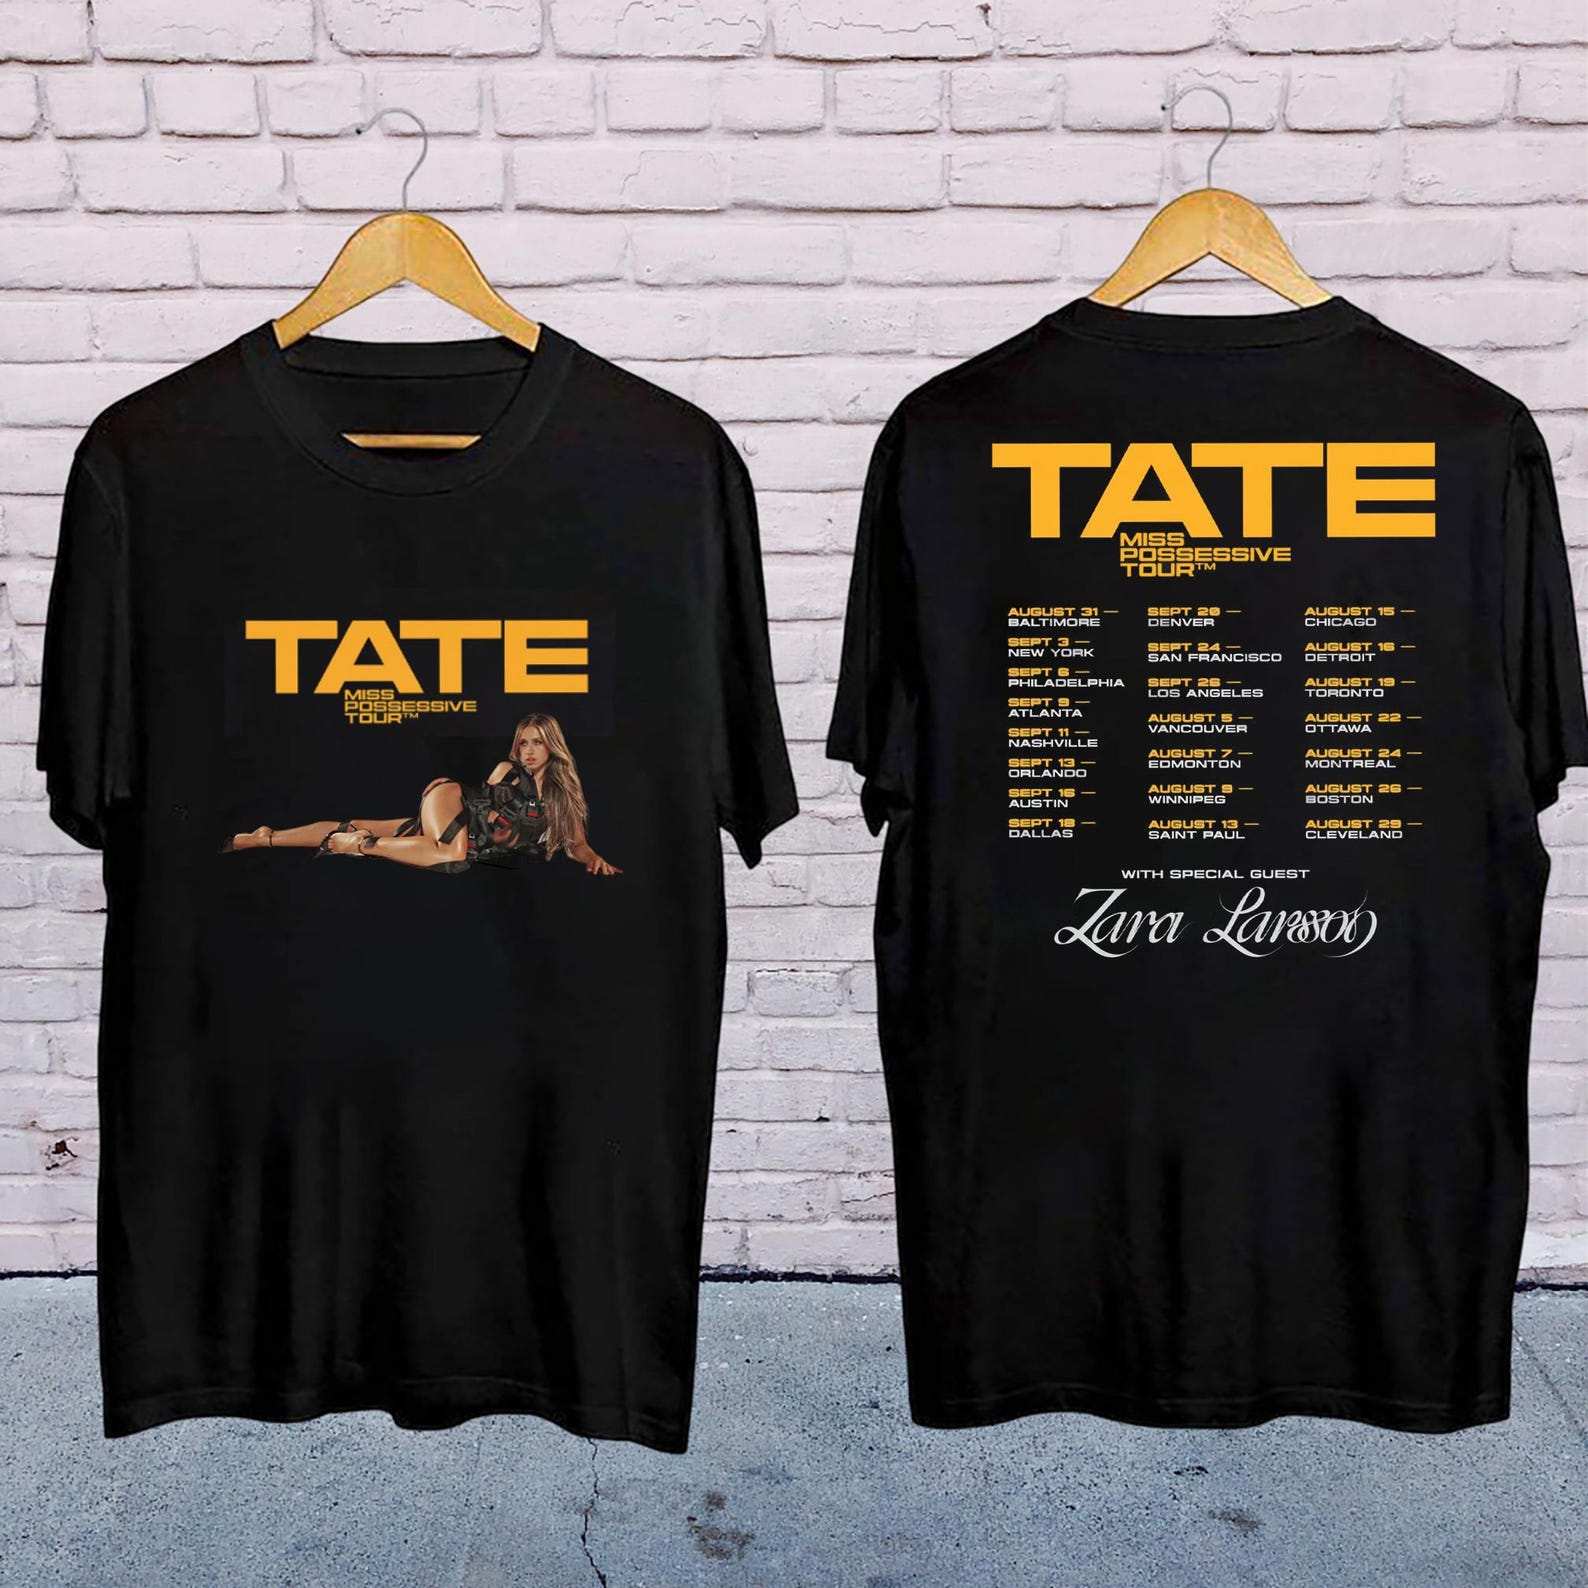 TATE
MISS
POSSESSIVE
TOUR™
TATE
MISS
POSSESSIVE
TOUR™
AUGUST 31 —
BALTIMORE
SEPT 3 —
NEW YORK
SEPT 6 —
PHILADELPHIA
SEPT 9 —
ATLANTA
SEPT 11 —
NASHVILLE
SEPT 13 —
ORLANDO
SEPT 16 —
AUSTIN
SEPT 18 —
DALLAS
SEPT 20 —
DENVER
SEPT 24 —
SAN FRANCISCO
SEPT 26 —
LOS ANGELES
AUGUST 5 —
VANCOUVER
AUGUST 7 —
EDMONTON
AUGUST 9 —
WINNIPEG
AUGUST 13 —
SAINT PAUL
AUGUST 15 —
CHICAGO
AUGUST 16 —
DETROIT
AUGUST 19 —
TORONTO
AUGUST 22 —
OTTAWA
AUGUST 24 —
MONTREAL
AUGUST 26 —
BOSTON
AUGUST 29 —
CLEVELAND
WITH SPECIAL GUEST
Zara Larsson